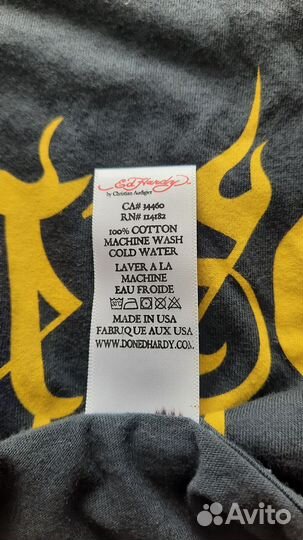 Ed Hardy
by Christian Audigier
CA# 34460
RN# 114182
100% COTTON
MACHINE WASH
COLD WATER
LAVER A LA
MACHINE
EAU FROIDE
MADE IN USA
FABRIQUE AUX USA
WWW.DONEDHARDY.CO.
Avito